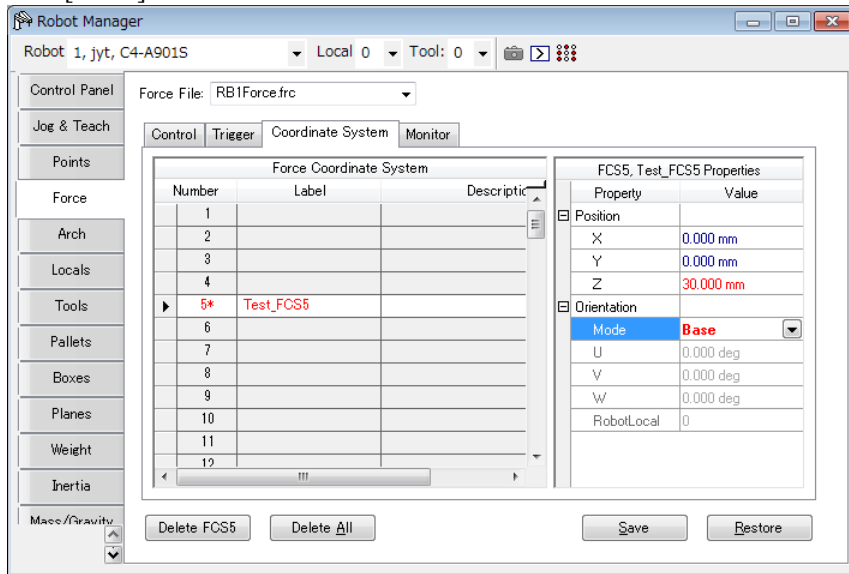 Robot Manager
Robot 1, jyt, C4-A901S Local 0 Tool: 0
Control Panel
Jog & Teach
Points
Force
Arch
Locals
Tools
Pallets
Boxes
Planes
Weight
Inertia
Mass/Gravity
Force File: RB1Force.frc
Control Trigger Coordinate System Monitor
Force Coordinate System
Number Label Descriptic
1
2
3
4
5* Test_FCS5
6
7
8
9
10
11
12
FCS5, Test_FCS5 Properties
Property Value
Position
X 0.000 mm
Y 0.000 mm
Z 30.000 mm
Orientation
Mode Base
U 0.000 deg
V 0.000 deg
W 0.000 deg
RobotLocal 0
Delete FCS5 Delete All Save Restore